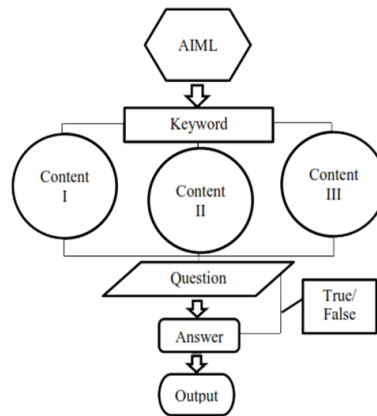 AIML
Keyword
Content
I
Content
II
Content
III
Question
True/
False
Answer
Output